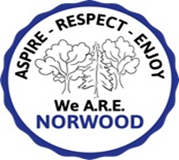 ASPIRE - RESPECT - ENJOY
We A.R.E.
NORWOOD